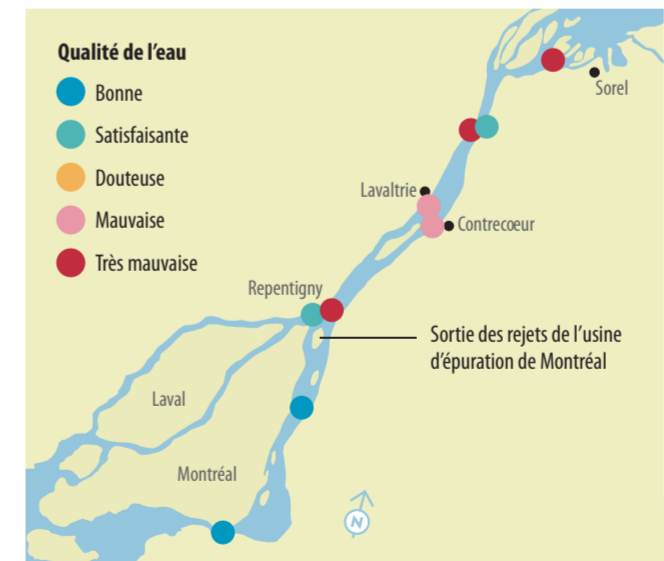 Qualité de l'eau
Bonne
Satisfaisante
Douteuse
Mauvaise
Très mauvaise
Sorel
Lavaltrie
Contrecoeur
Repentigny
Sortie des rejets de l'usine
d'épuration de Montréal
Laval
Montréal
N